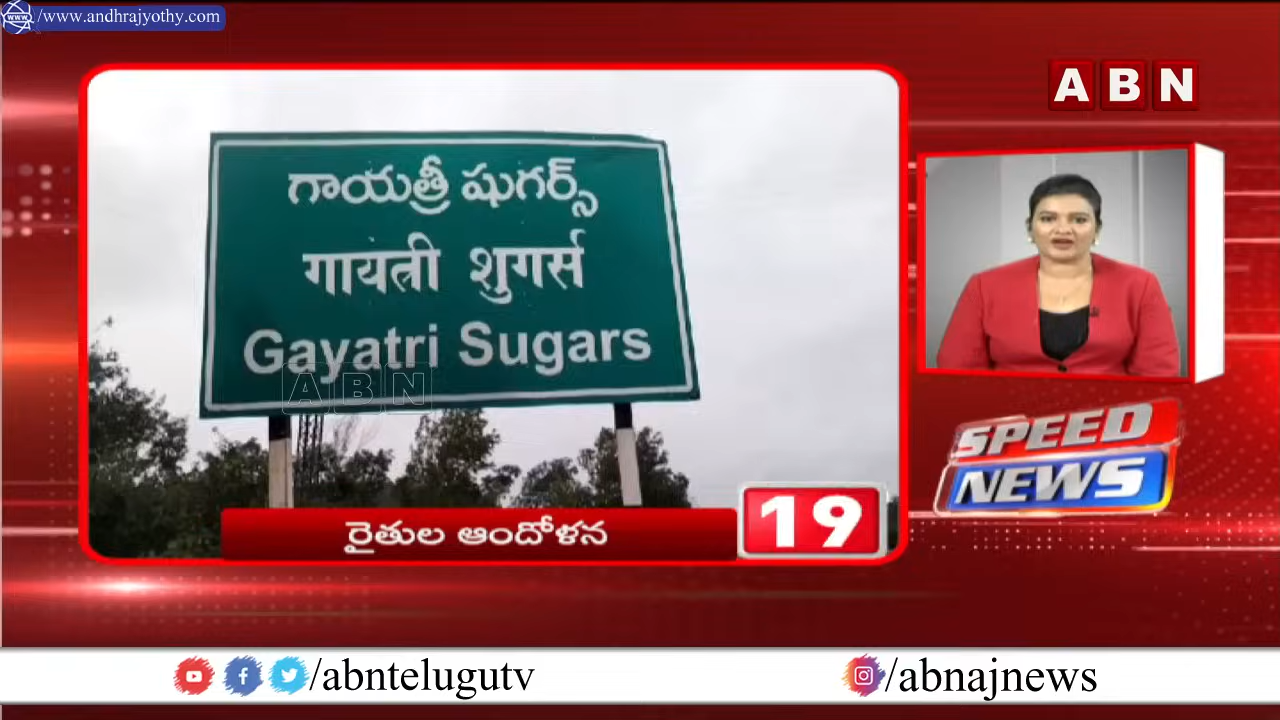 /www.andhrajyothy.com
ABN
గాయత్రీ షుగర్స్
गायत्री शुगर्स
Gayatri Sugars
ABN
SPEED
NEWS
రైతుల ఆందోళన
19
/abntelugutv
/abnajnews